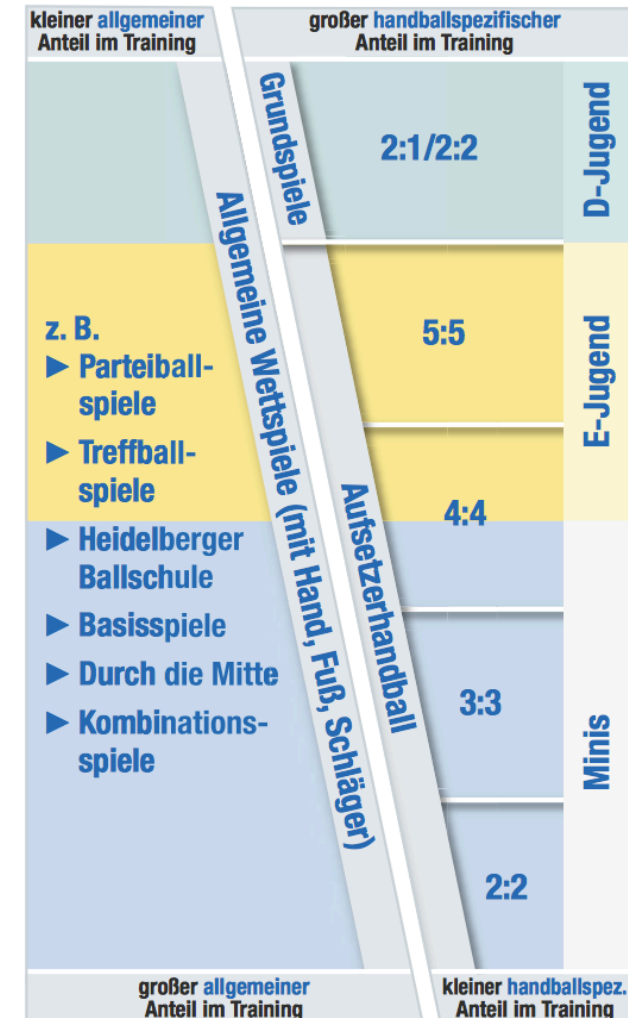 kleiner allgemeiner
Anteil im Training
großer handballspezifischer
Anteil im Training
Grundspiele
2:1/2:2
D-Jugend
Allgemeine Wettspiele (mit Hand, Fuß, Schläger)
z. B.
► Parteiball-
spiele
► Treffball-
spiele
► Heidelberger
Ballschule
► Basisspiele
► Durch die Mitte
► Kombinations-
spiele
5:5
E-Jugend
Aufsetzerhandball
4:4
3:3
Minis
2:2
großer allgemeiner
Anteil im Training
kleiner handballspez.
Anteil im Training